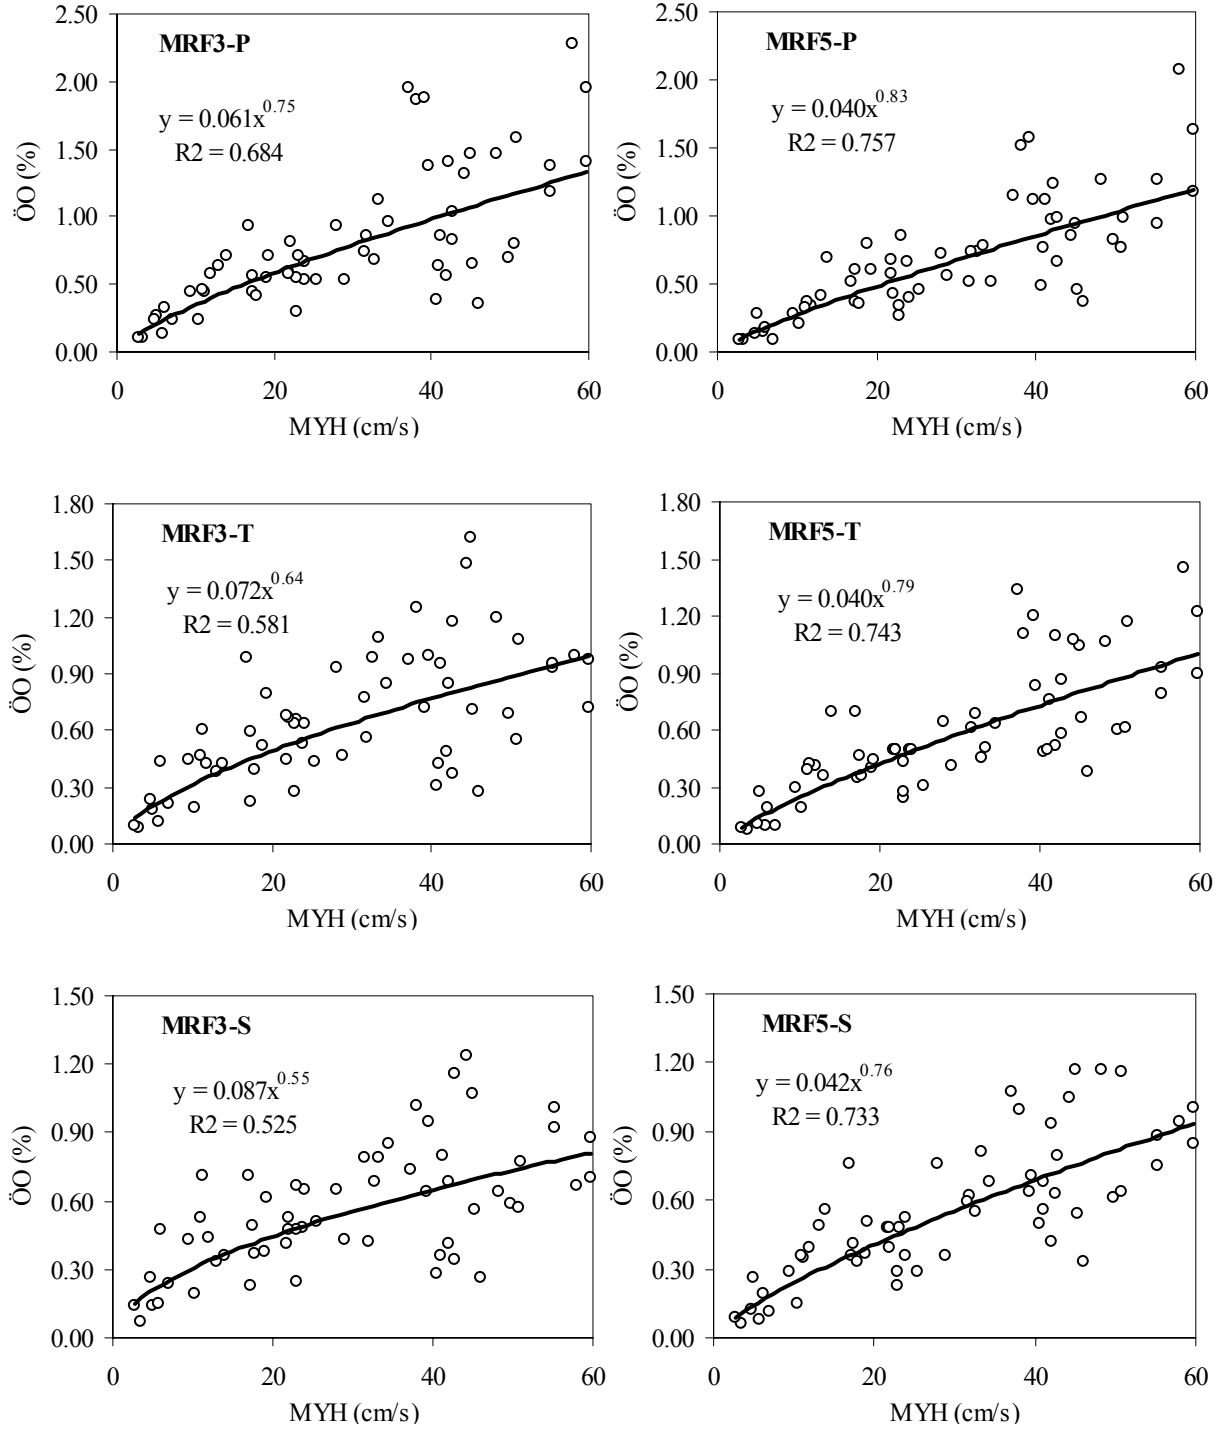 MRF3-P
y = 0.061x^0.75
R2 = 0.684
ÖO (%)
2.50
2.00
1.50
1.00
0.50
0.00
0 20 40 60
MYH (cm/s)
MRF5-P
y = 0.040x^0.83
R2 = 0.757
ÖO (%)
2.50
2.00
1.50
1.00
0.50
0.00
0 20 40 60
MYH (cm/s)
MRF3-T
y = 0.072x^0.64
R2 = 0.581
ÖO (%)
1.80
1.50
1.20
0.90
0.60
0.30
0.00
0 20 40 60
MYH (cm/s)
MRF5-T
y = 0.040x^0.79
R2 = 0.743
ÖO (%)
1.80
1.50
1.20
0.90
0.60
0.30
0.00
0 20 40 60
MYH (cm/s)
MRF3-S
y = 0.087x^0.55
R2 = 0.525
ÖO (%)
1.50
1.20
0.90
0.60
0.30
0.00
0 20 40 60
MYH (cm/s)
MRF5-S
y = 0.042x^0.76
R2 = 0.733
ÖO (%)
1.50
1.20
0.90
0.60
0.30
0.00
0 20 40 60
MYH (cm/s)